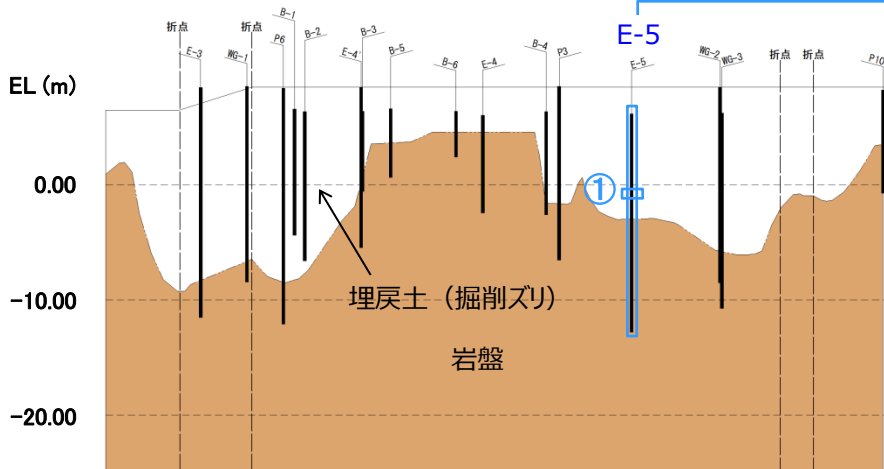 E-5
折点
E-3
WG-1
折点
P6
B-1
B-2
E-4'
B-3
B-5
B-6
E-4
B-4
P3
E-5
WG-2
WG-3
折点
折点
P10
EL (m)
0.00
①
-10.00
埋戻土（掘削ズリ）
岩盤
-20.00